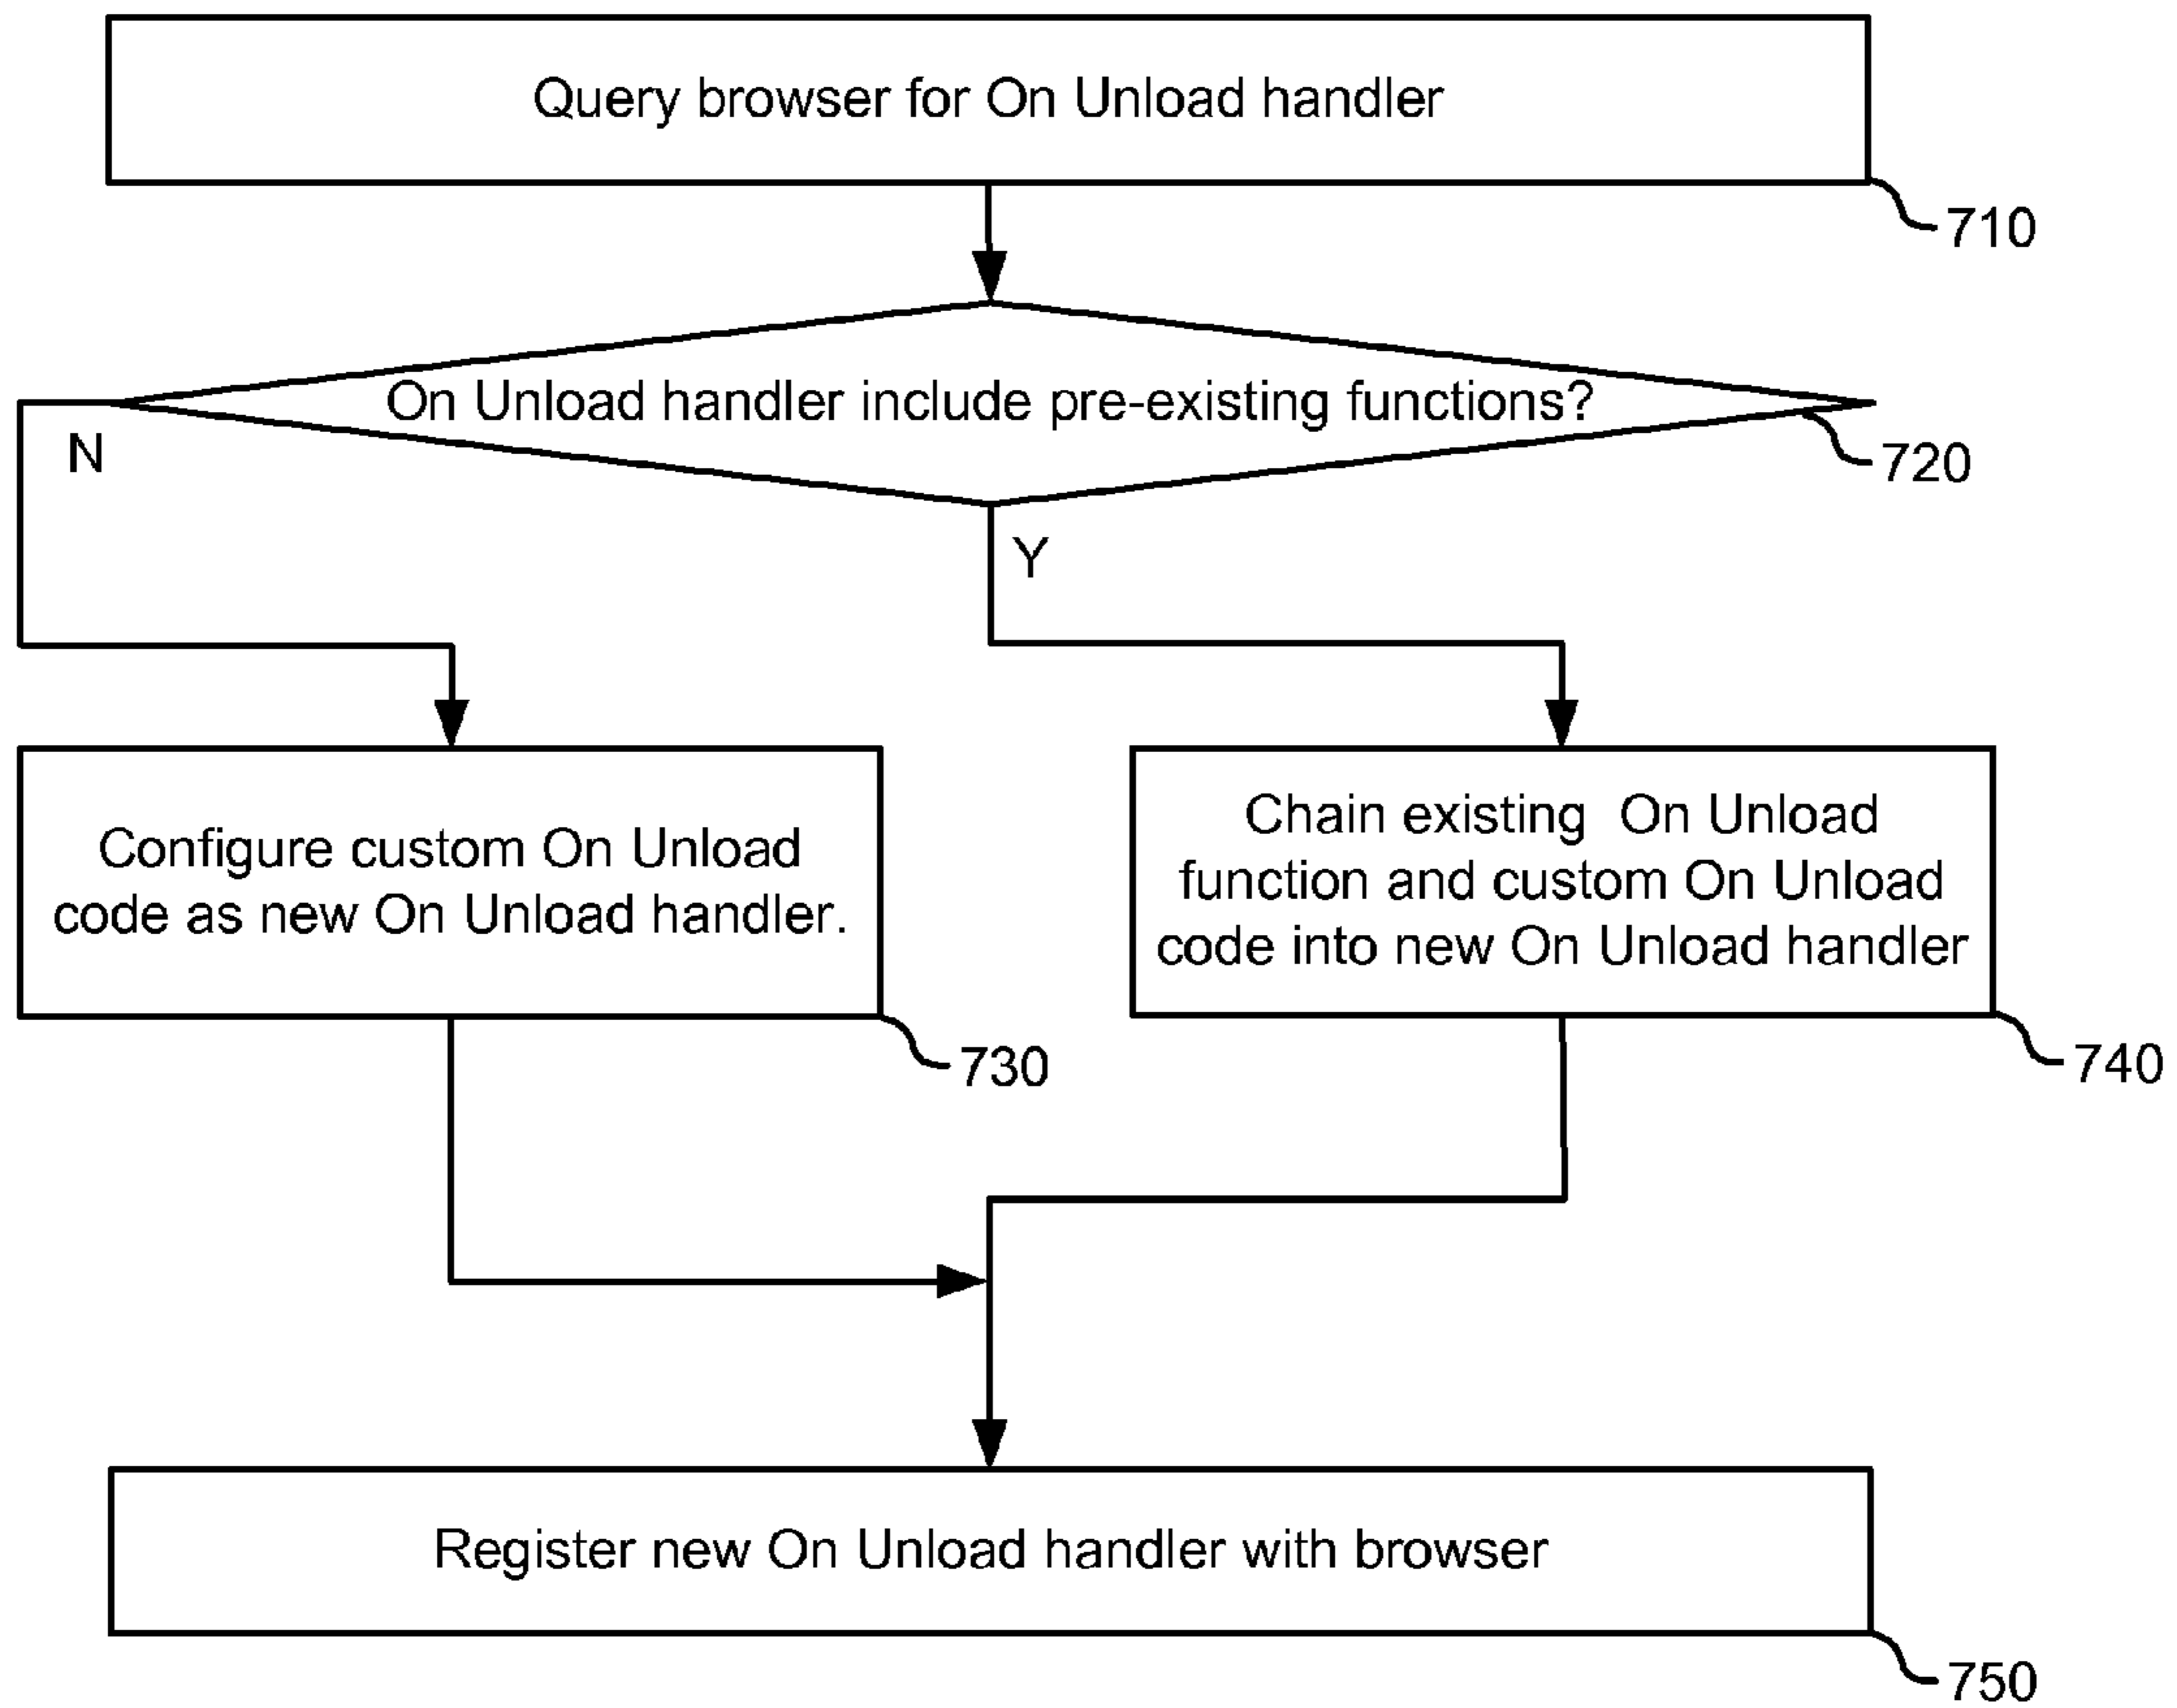 Query browser for On Unload handler
710
On Unload handler include pre-existing functions?
720
N
Y
Configure custom On Unload
code as new On Unload handler.
730
Chain existing On Unload
function and custom On Unload
code into new On Unload handler
740
Register new On Unload handler with browser
750